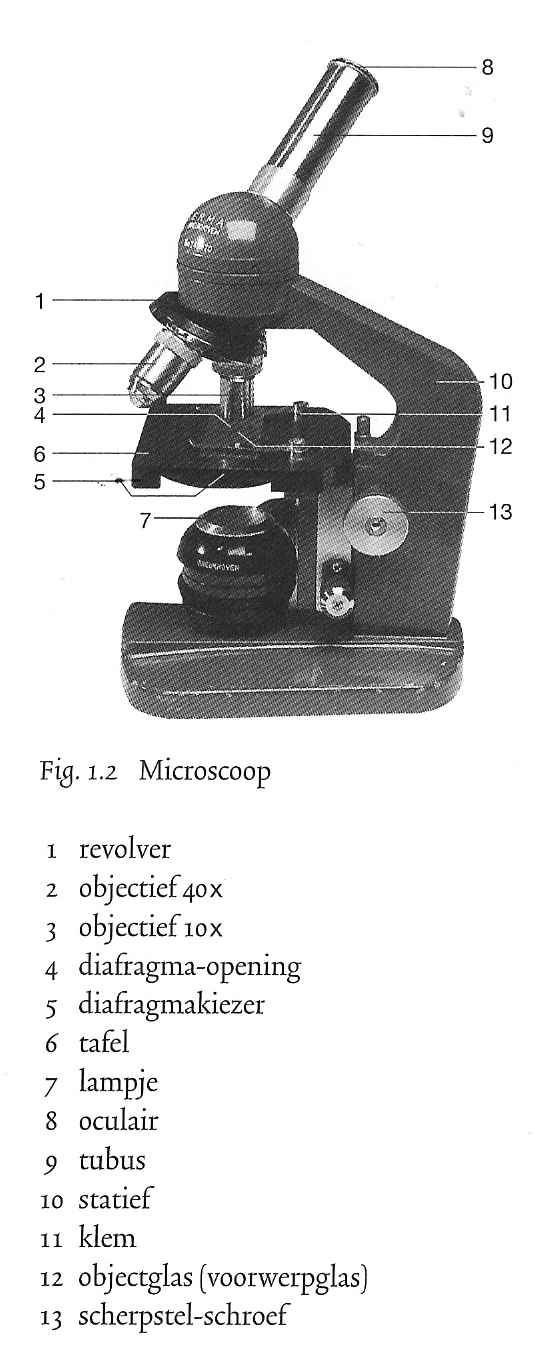 8
9
1
2
3
10
4
11
12
6
5
13
7
Fig. 1.2 Microscoop
1 revolver
2 objectief 40x
3 objectief 10x
4 diafragma-opening
5 diafragmakiezer
6 tafel
7 lampje
8 oculair
9 tubus
10 statief
11 klem
12 objectglas (voorwerpglas)
13 scherpstel-schroef